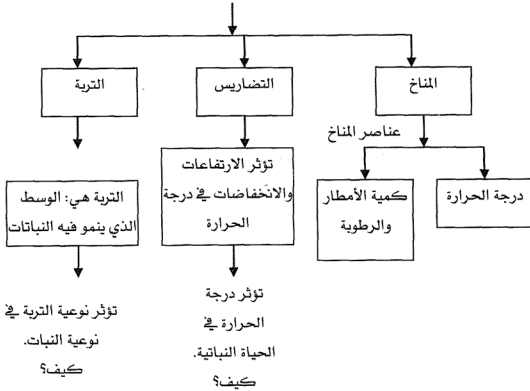 المناخ
التضاريس
التربة
عناصر المناخ
درجة الحرارة
كمية الأمطار
والرطوبة
تؤثر الارتفاعات
والانخفاضات في درجة
الحرارة
التربة هي: الوسط
الذي ينمو فيه النباتات
تؤثر درجة
الحرارة في
الحياة النباتية.
كيف؟
تؤثر نوعية التربة في
نوعية النبات.
كيف؟